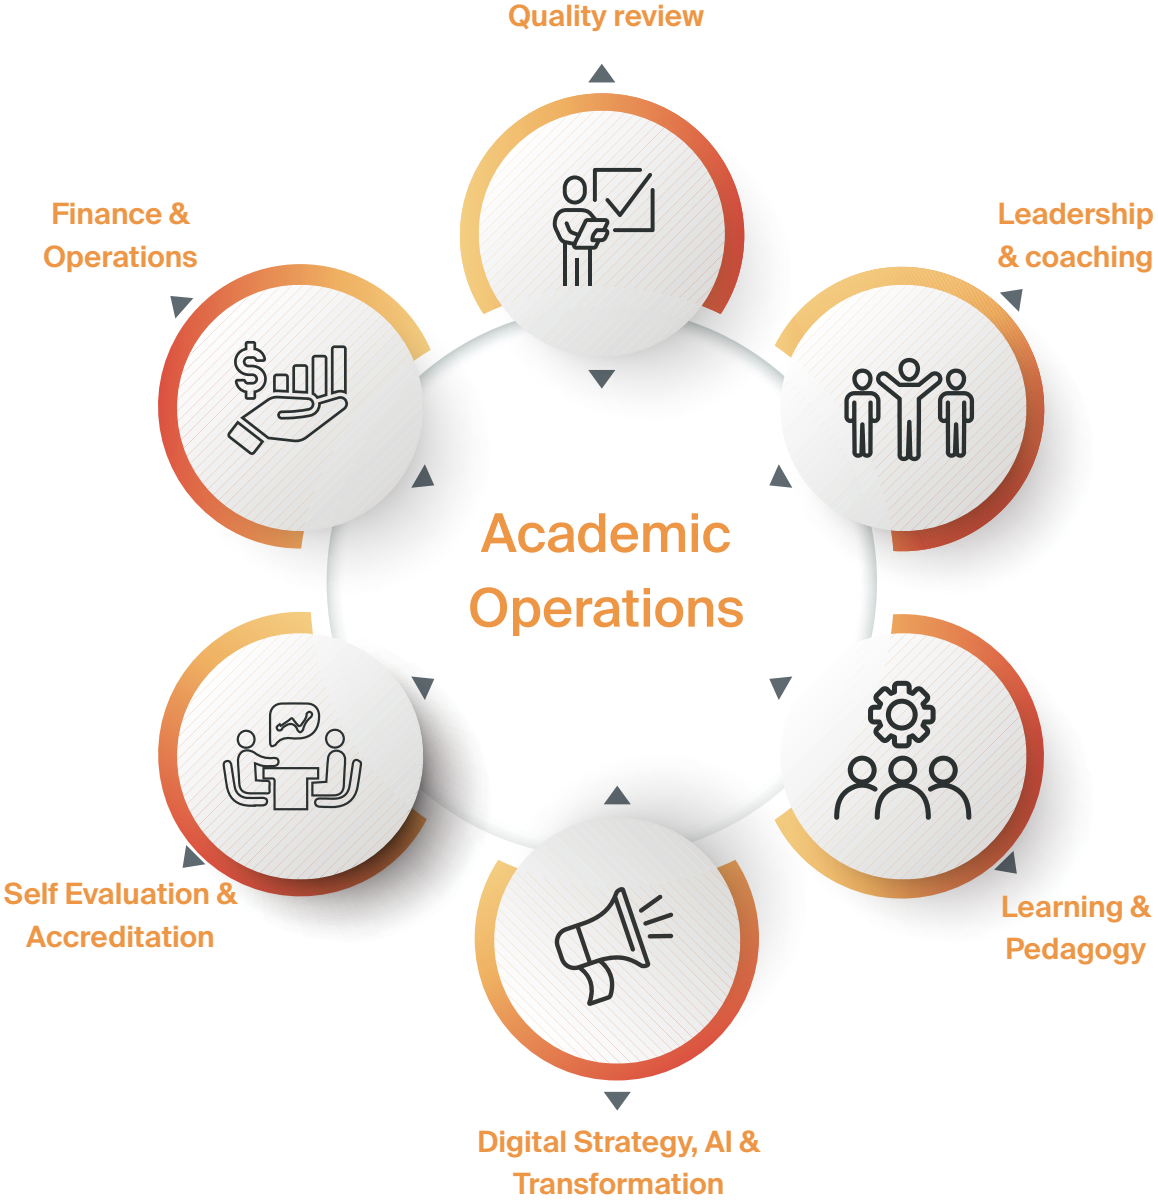 Quality review
Finance &
Operations
Leadership
& coaching
Academic
Operations
Self Evaluation &
Accreditation
Learning &
Pedagogy
Digital Strategy, AI &
Transformation